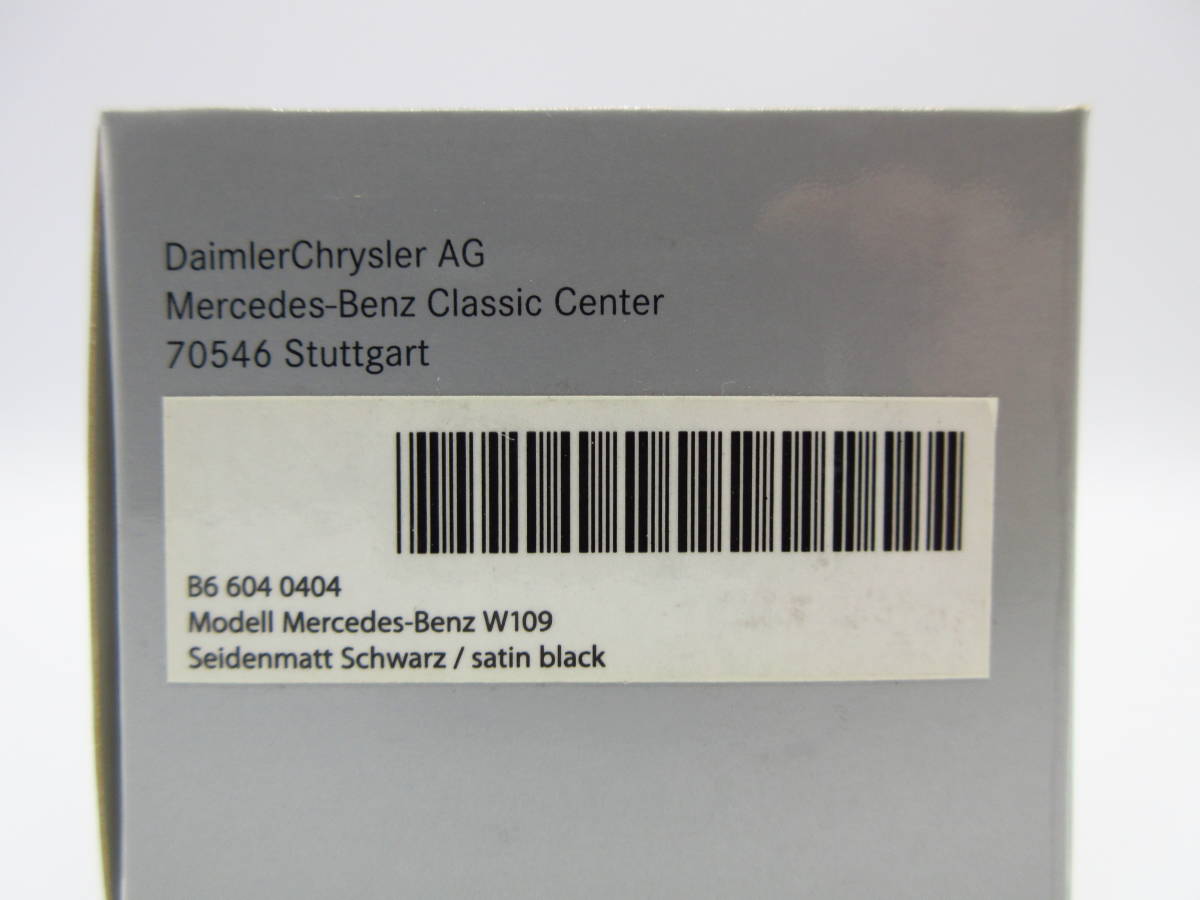 DaimlerChrysler AG
Mercedes-Benz Classic Center
70546 Stuttgart
B6 604 0404
Modell Mercedes-Benz W109
Seidenmatt Schwarz / satin black